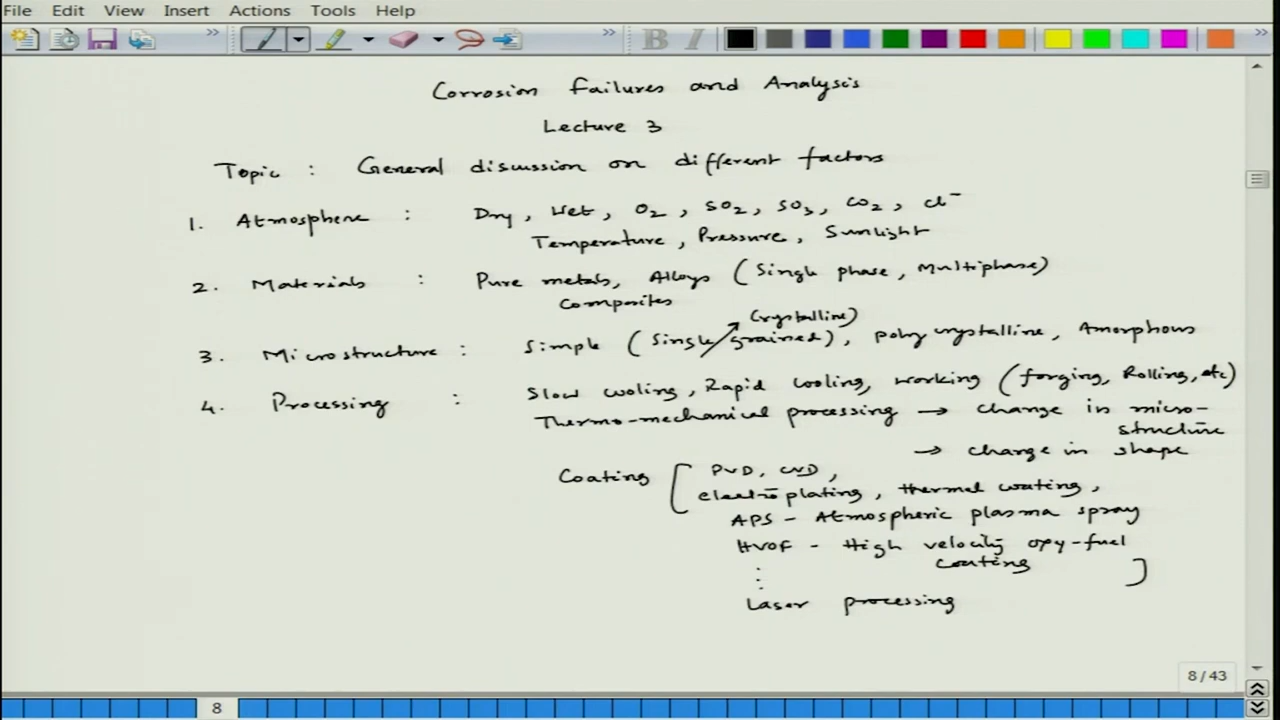 File Edit View Insert Actions Tools Help
B I
Corrosion Failures and Analysis
Lecture 3
Topic : General discussion on different factors
1. Atmosphere : Dry, Wet, O2, SO2, SO3, CO2, Cl−
Temperature, Pressure, Sunlight
2. Materials : Pure metals, Alloys (Single phase, Multiphase)
Composites
(crystalline)
3. Microstructure : Simple (Single grained), polycrystalline, Amorphous
4. Processing : Slow cooling, Rapid cooling, working (forging, Rolling, etc)
Thermo-mechanical processing → change in micro-
structure
→ change in shape
Coating [ PVD, CVD,
electroplating, thermal coating,
APS - Atmospheric plasma spray
HVOF - High velocity oxy-fuel
coating ]
Laser processing
8 / 43
8